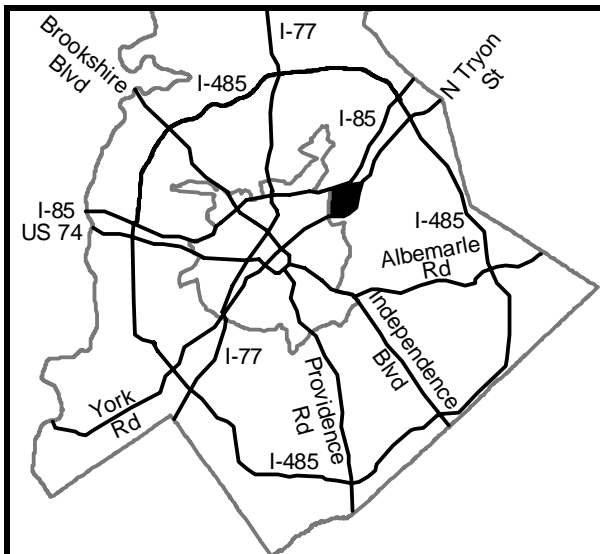 I-77
Brookshire
Blvd
I-485
N Tryon
St
I-85
I-85
US 74
I-485
Albemarle
Rd
Independence
Blvd
I-77
Providence
Rd
York
Rd
I-485